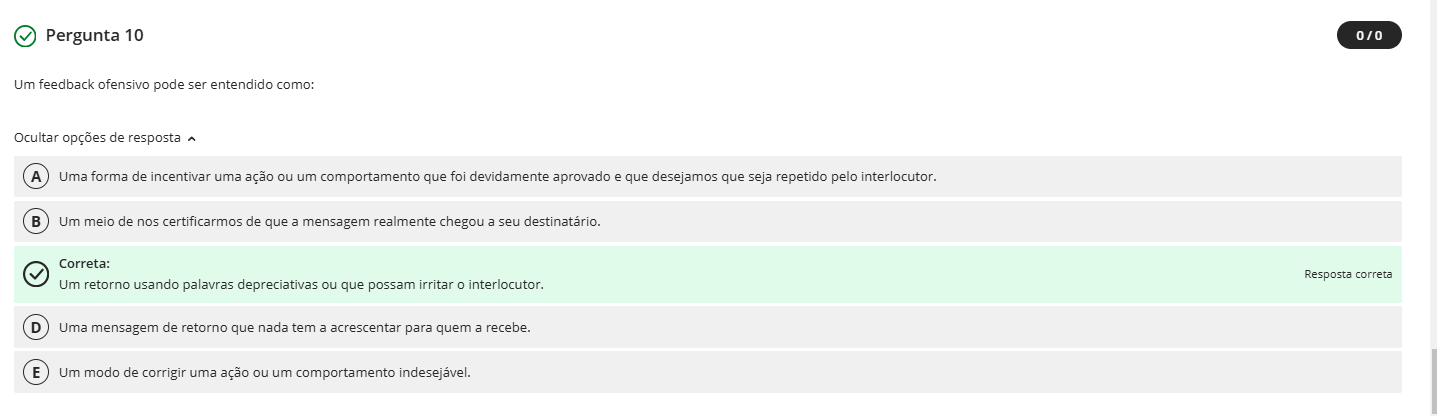 Pergunta 10
0 / 0
Um feedback ofensivo pode ser entendido como:
Ocultar opções de resposta
A Uma forma de incentivar uma ação ou um comportamento que foi devidamente aprovado e que desejamos que seja repetido pelo interlocutor.
B Um meio de nos certificarmos de que a mensagem realmente chegou a seu destinatário.
Correta:
Um retorno usando palavras depreciativas ou que possam irritar o interlocutor.
Resposta correta
D Uma mensagem de retorno que nada tem a acrescentar para quem a recebe.
E Um modo de corrigir uma ação ou um comportamento indesejável.